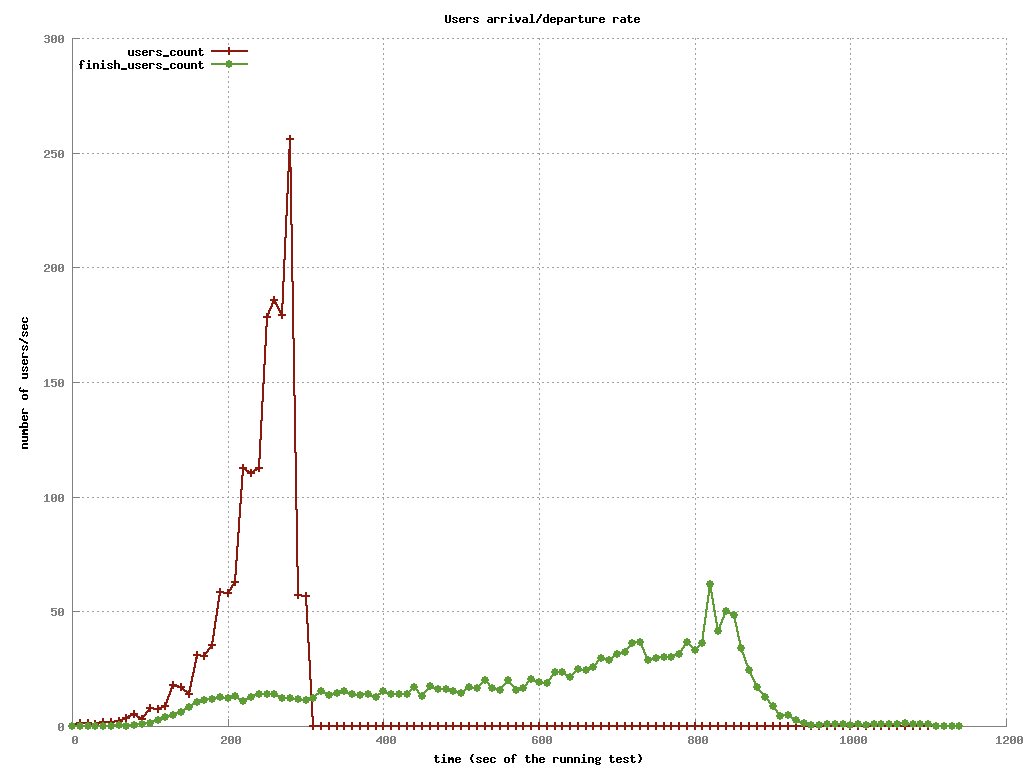 Users arrival/departure rate
300
users_count
finish_users_count
250
200
150
100
50
0
number of users/sec
0 200 400 600 800 1000 1200
time (sec of the running test)